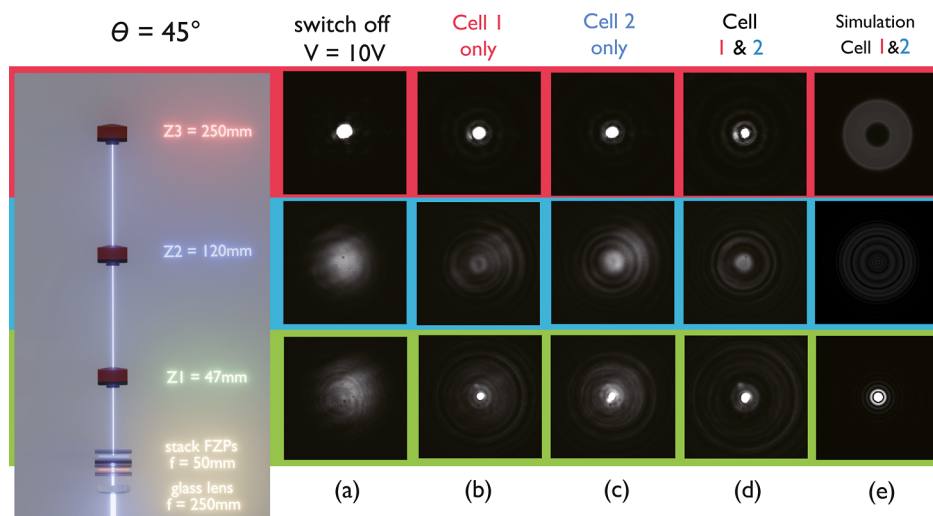 θ = 45°
switch off
V = 10V
Cell 1
only
Cell 2
only
Cell
1 & 2
Simulation
Cell 1&2
Z3 = 250mm
Z2 = 120mm
Z1 = 47mm
stack FZPs
f = 50mm
glass lens
f = 250mm
(a)
(b)
(c)
(d)
(e)